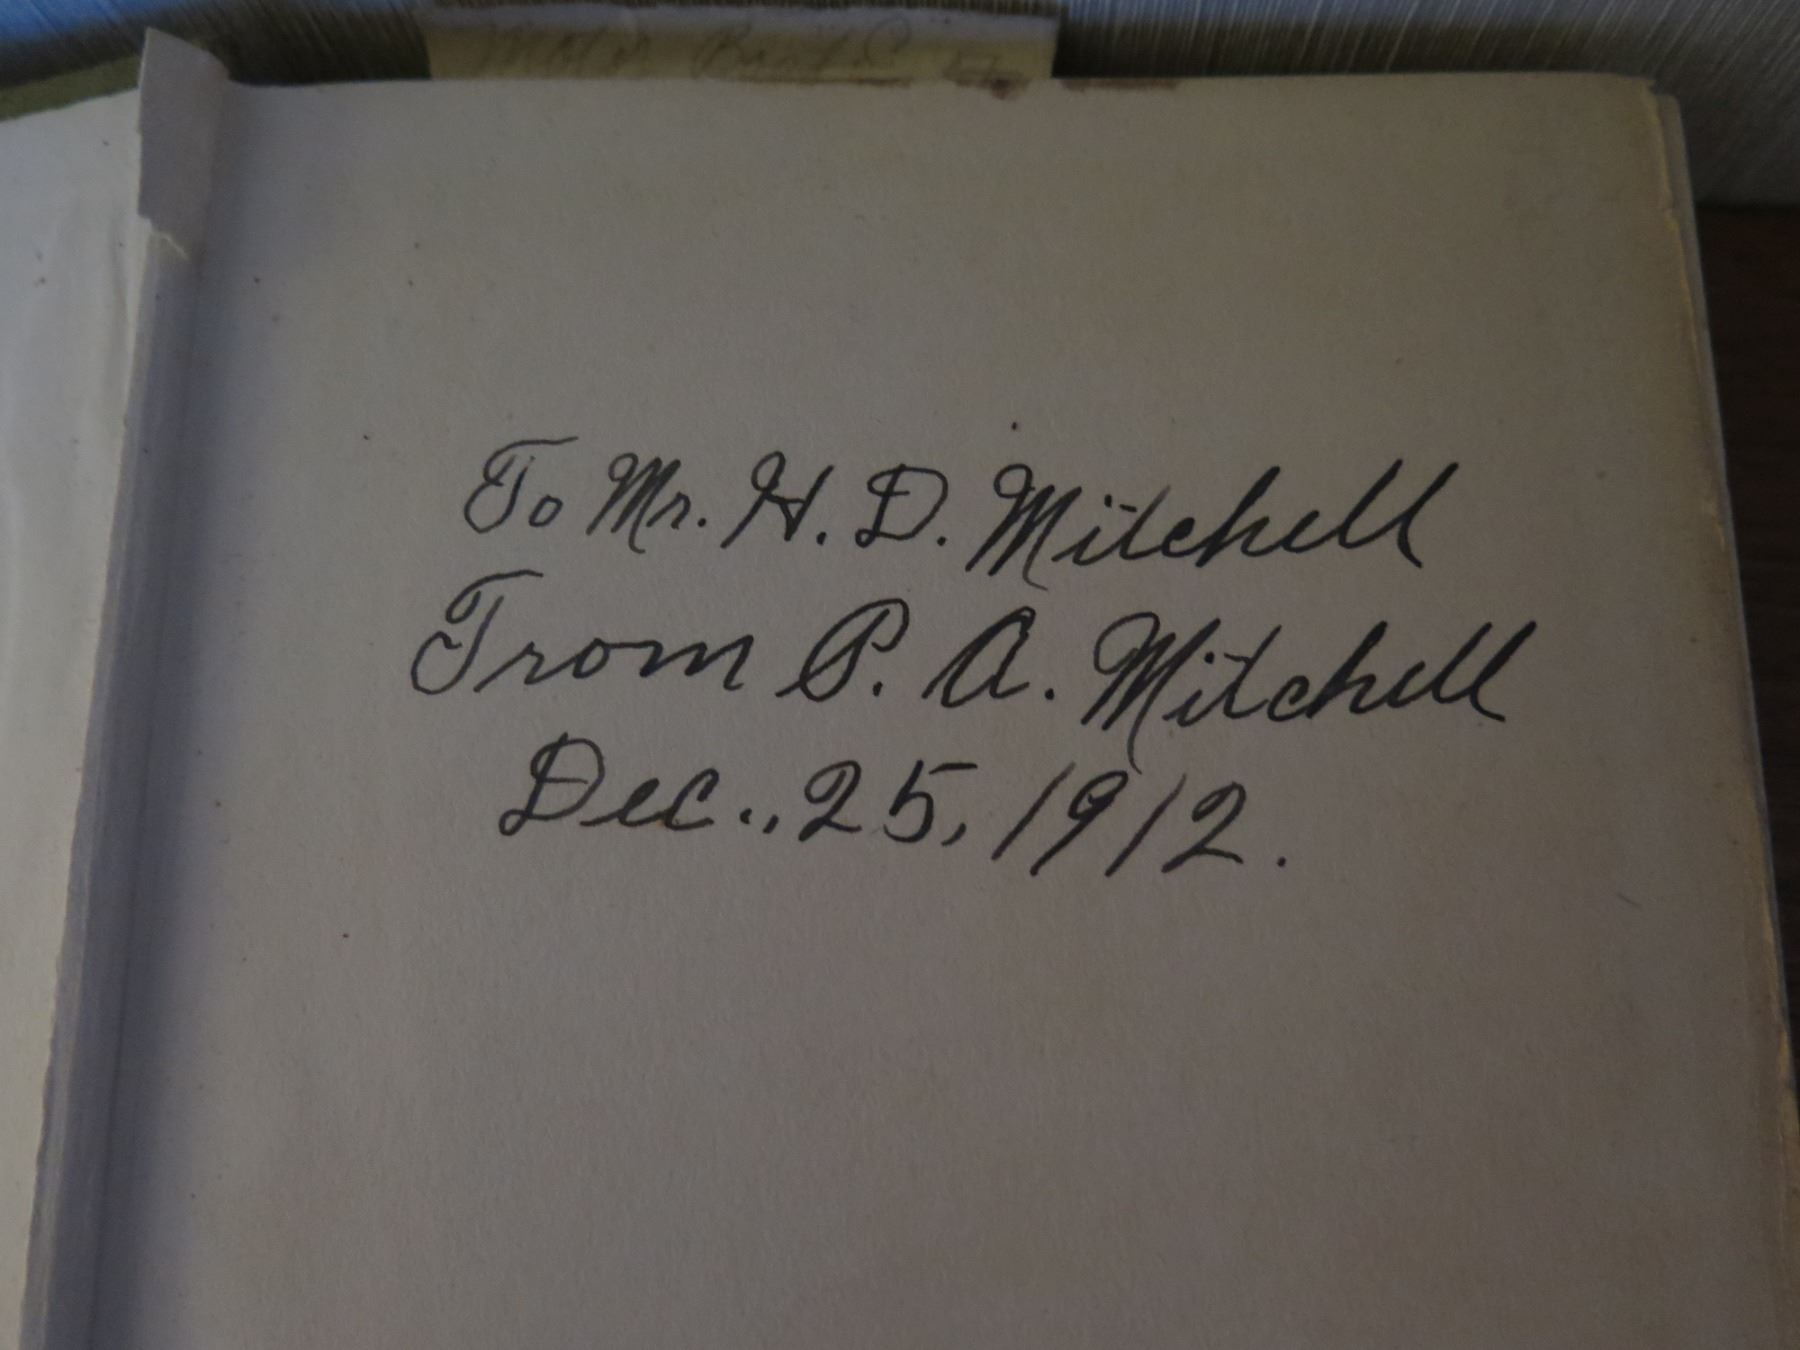 To Mr. H. D. Mitchell
From P. A. Mitchell
Dec., 25, 1912.